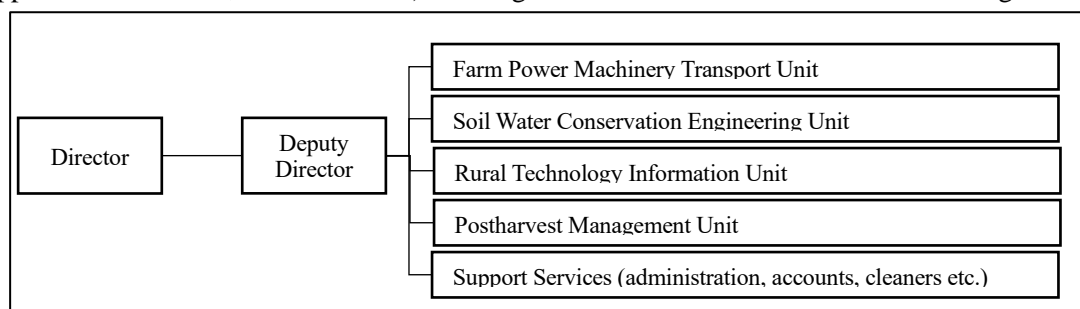 Director
Deputy
Director
Farm Power Machinery Transport Unit
Soil Water Conservation Engineering Unit
Rural Technology Information Unit
Postharvest Management Unit
Support Services (administration, accounts, cleaners etc.)